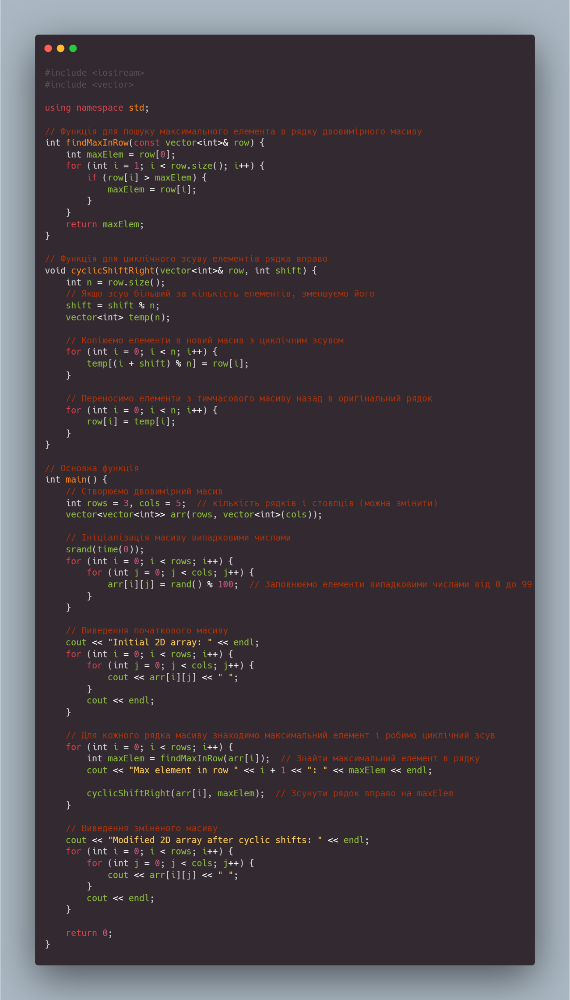 #include <iostream>
#include <vector>

using namespace std;

// Функція для пошуку максимального елемента в рядку двовимірного масиву
int findMaxInRow(const vector<int>& row) {
    int maxElem = row[0];
    for (int i = 1; i < row.size(); i++) {
        if (row[i] > maxElem) {
            maxElem = row[i];
        }
    }
    return maxElem;
}

// Функція для циклічного зсуву елементів рядка вправо
void cyclicShiftRight(vector<int>& row, int shift) {
    int n = row.size();
    // Якщо зсув більший за кількість елементів, зменшуємо його
    shift = shift % n;
    vector<int> temp(n);

    // Копіюємо елементи в новий масив з циклічним зсувом
    for (int i = 0; i < n; i++) {
        temp[(i + shift) % n] = row[i];
    }

    // Переносимо елементи з тимчасового масиву назад в оригінальний рядок
    for (int i = 0; i < n; i++) {
        row[i] = temp[i];
    }
}

// Основна функція
int main() {
    // Створюємо двовимірний масив
    int rows = 3, cols = 5;  // кількість рядків і стовпців (можна змінити)
    vector<vector<int>> arr(rows, vector<int>(cols));

    // Ініціалізація масиву випадковими числами
    srand(time(0));
    for (int i = 0; i < rows; i++) {
        for (int j = 0; j < cols; j++) {
            arr[i][j] = rand() % 100;  // Заповнюємо елементи випадковими числами від 0 до 99
        }
    }

    // Виведення початкового масиву
    cout << "Initial 2D array: " << endl;
    for (int i = 0; i < rows; i++) {
        for (int j = 0; j < cols; j++) {
            cout << arr[i][j] << " ";
        }
        cout << endl;
    }

    // Для кожного рядка масиву знаходимо максимальний елемент і робимо циклічний зсув
    for (int i = 0; i < rows; i++) {
        int maxElem = findMaxInRow(arr[i]);  // Знайти максимальний елемент в рядку
        cout << "Max element in row " << i + 1 << ": " << maxElem << endl;

        cyclicShiftRight(arr[i], maxElem);  // Зсунути рядок вправо на maxElem
    }

    // Виведення зміненого масиву
    cout << "Modified 2D array after cyclic shifts: " << endl;
    for (int i = 0; i < rows; i++) {
        for (int j = 0; j < cols; j++) {
            cout << arr[i][j] << " ";
        }
        cout << endl;
    }

    return 0;
}